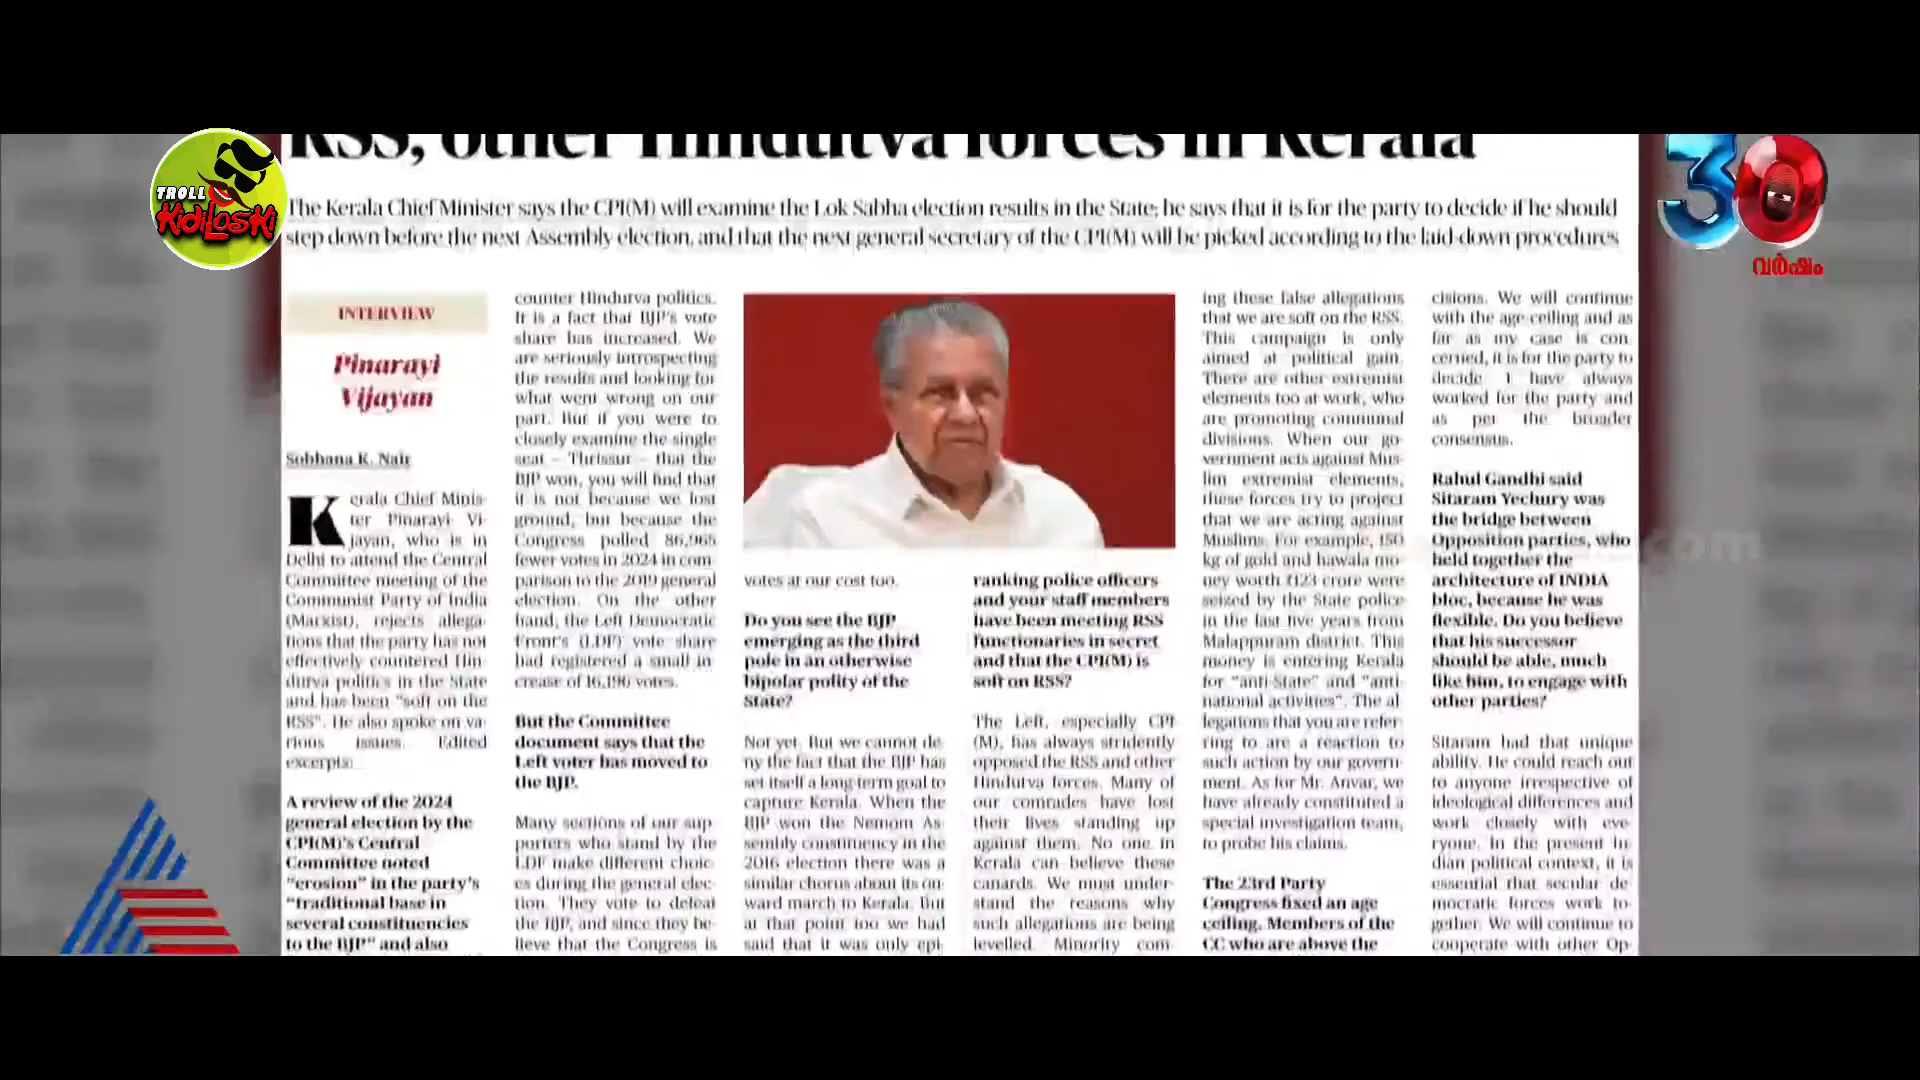 RSS, other Hindutva forces in Kerala
TROLL
KidiLoSKi
30
വർഷം
The Kerala Chief Minister says the CPI(M) will examine the Lok Sabha election results in the State; he says that it is for the party to decide if he should
step down before the next Assembly election, and that the next general secretary of the CPI(M) will be picked according to the laid-down procedures
INTERVIEW
Pinarayi
Vijayan
Sobhana K. Nair
Kerala Chief Minis-
ter Pinarayi Vi-
jayan, who is in
Delhi to attend the Central
Committee meeting of the
Communist Party of India
(Marxist), rejects allega-
tions that the party has not
effectively countered Hin-
dutva politics in the State
and has been "soft on the
RSS". He also spoke on va-
rious issues. Edited
excerpts:
A review of the 2024
general election by the
CPI(M)'s Central
Committee noted
"erosion" in the party's
"traditional base in
several constituencies
to the BJP" and also
counter Hindutva politics.
It is a fact that BJP's vote
share has increased. We
are seriously introspecting
the results and looking for
what went wrong on our
part. But if you were to
closely examine the single
seat – Thrissur – that the
BJP won, you will find that
it is not because we lost
ground, but because the
Congress polled 86,965
fewer votes in 2024 in com-
parison to the 2019 general
election. On the other
hand, the Left Democratic
Front's (LDF) vote share
had registered a small in-
crease of 16,196 votes.
But the Committee
document says that the
Left voter has moved to
the BJP.
Many sections of our sup-
porters who stand by the
LDF make different choic-
es during the general elec-
tion. They vote to defeat
the BJP, and since they be-
lieve that the Congress is
votes at our cost too.
Do you see the BJP
emerging as the third
pole in an otherwise
bipolar polity of the
State?
Not yet. But we cannot de-
ny the fact that the BJP has
set itself a long-term goal to
capture Kerala. When the
BJP won the Nemom As-
sembly constituency in the
2016 election there was a
similar chorus about its on-
ward march to Kerala. But
at that point too we had
said that it was only epi-
ranking police officers
and your staff members
have been meeting RSS
functionaries in secret
and that the CPI(M) is
soft on RSS?
The Left, especially CPI
(M), has always stridently
opposed the RSS and other
Hindutva forces. Many of
our comrades have lost
their lives standing up
against them. No one in
Kerala can believe these
canards. We must under-
stand the reasons why
such allegations are being
levelled. Minority com-
ing these false allegations
that we are soft on the RSS.
This campaign is only
aimed at political gain.
There are other extremist
elements too at work, who
are promoting communal
divisions. When our go-
vernment acts against Mus-
lim extremist elements,
these forces try to project
that we are acting against
Muslims. For example, 150
kg of gold and hawala mo-
ney worth ₹123 crore were
seized by the State police
in the last five years from
Malappuram district. This
money is entering Kerala
for "anti-State" and "anti-
national activities". The al-
legations that you are refer-
ring to are a reaction to
such action by our govern-
ment. As for Mr. Anvar, we
have already constituted a
special investigation team,
to probe his claims.
The 23rd Party
Congress fixed an age
ceiling. Members of the
CC who are above the
cisions. We will continue
with the age-ceiling and as
far as my case is con-
cerned, it is for the party to
decide. I have always
worked for the party and
as per the broader
consensus.
Rahul Gandhi said
Sitaram Yechury was
the bridge between
Opposition parties, who
held together the
architecture of INDIA
bloc, because he was
flexible. Do you believe
that his successor
should be able, much
like him, to engage with
other parties?
Sitaram had that unique
ability. He could reach out
to anyone irrespective of
ideological differences and
work closely with eve-
ryone. In the present In-
dian political context, it is
essential that secular de-
mocratic forces work to-
gether. We will continue to
cooperate with other Op-